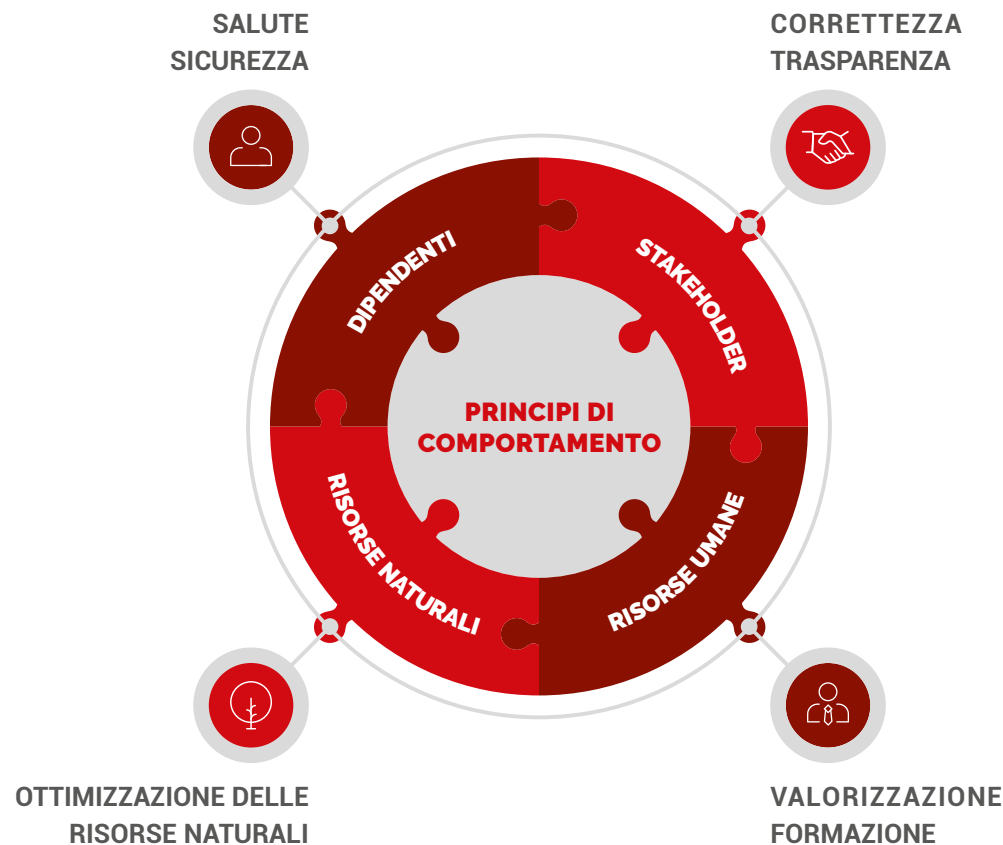 SALUTE
SICUREZZA
CORRETTEZZA
TRASPARENZA
DIPENDENTI
STAKEHOLDER
PRINCIPI DI
COMPORTAMENTO
RISORSE NATURALI
RISORSE UMANE
OTTIMIZZAZIONE DELLE
RISORSE NATURALI
VALORIZZAZIONE
FORMAZIONE